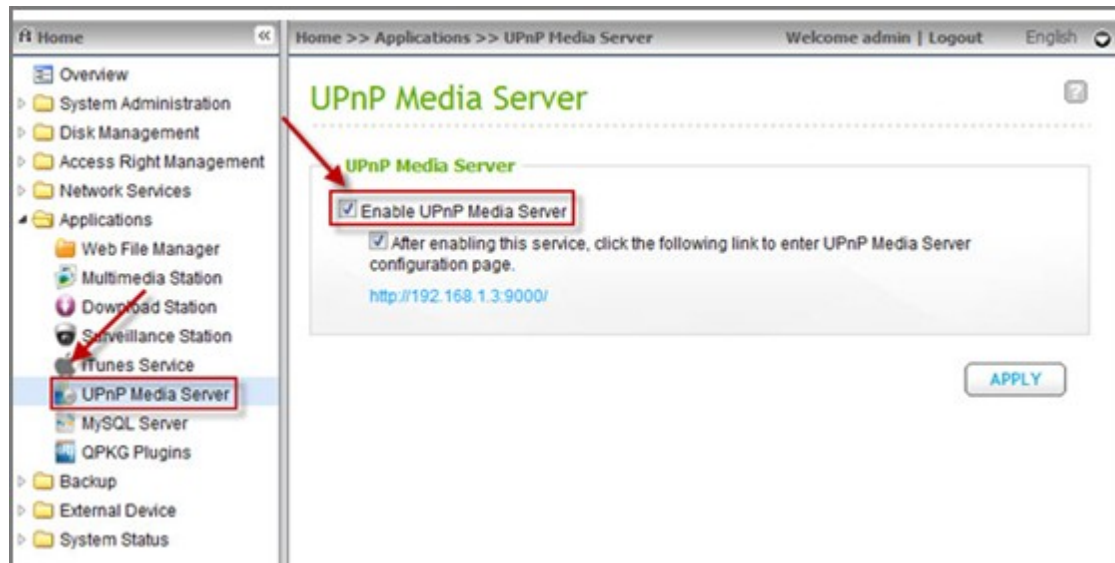 Home
Home >> Applications >> UPnP Media Server
Welcome admin | Logout
English
Overview
System Administration
Disk Management
Access Right Management
Network Services
Applications
Web File Manager
Multimedia Station
Download Station
Surveillance Station
iTunes Service
UPnP Media Server
MySQL Server
QPKG Plugins
Backup
External Device
System Status
UPnP Media Server
?
UPnP Media Server
Enable UPnP Media Server
After enabling this service, click the following link to enter UPnP Media Server
configuration page.
http://192.168.1.3:9000/
APPLY